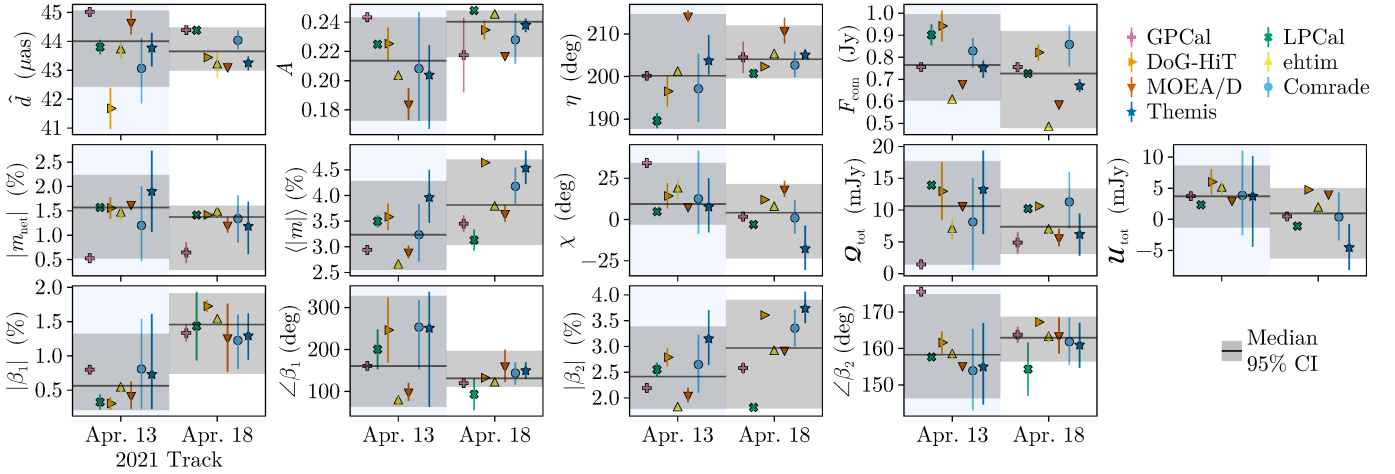 45
44
43
42
41
d̂ (μas)
0.24
0.22
0.20
0.18
A
210
200
190
η (deg)
1.0
0.9
0.8
0.7
0.6
0.5
F_com (Jy)
GPCal
LPCal
DoG-HiT
ehtim
MOEA/D
Comrade
Themis
2.5
2.0
1.5
1.0
0.5
|m_net| (%)
4.5
4.0
3.5
3.0
2.5
⟨|m|⟩ (%)
25
0
−25
χ (deg)
20
15
10
5
0
Q_tot (mJy)
10
5
0
−5
U_tot (mJy)
2.0
1.5
1.0
0.5
0.0
|β₁| (%)
300
200
100
∠β₁ (deg)
4.0
3.5
3.0
2.5
2.0
|β₂| (%)
170
160
150
∠β₂ (deg)
Median
95% CI
Apr. 13 Apr. 18
Apr. 13 Apr. 18
Apr. 13 Apr. 18
Apr. 13 Apr. 18
2021 Track